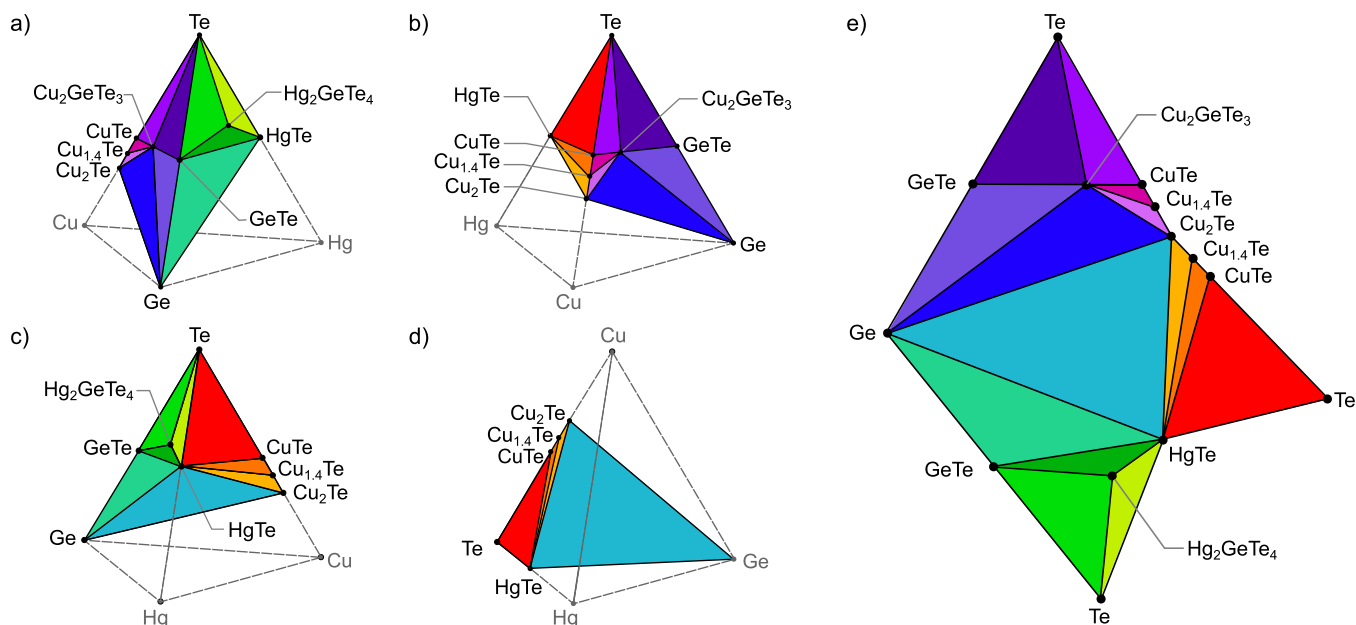 a)
Te
Cu₂GeTe₃
Hg₂GeTe₄
CuTe
HgTe
Cu₁.₄Te
Cu₂Te
GeTe
Cu
Hg
Ge
b)
Te
HgTe
Cu₂GeTe₃
CuTe
GeTe
Cu₁.₄Te
Cu₂Te
Hg
Ge
Cu
c)
Te
Hg₂GeTe₄
GeTe
CuTe
Cu₁.₄Te
Cu₂Te
HgTe
Ge
Cu
Hg
d)
Cu
Cu₂Te
Cu₁.₄Te
CuTe
Te
Ge
HgTe
Hg
e)
Te
Cu₂GeTe₃
GeTe
CuTe
Cu₁.₄Te
Cu₂Te
Cu₁.₄Te
CuTe
Ge
Te
HgTe
GeTe
Hg₂GeTe₄
Te